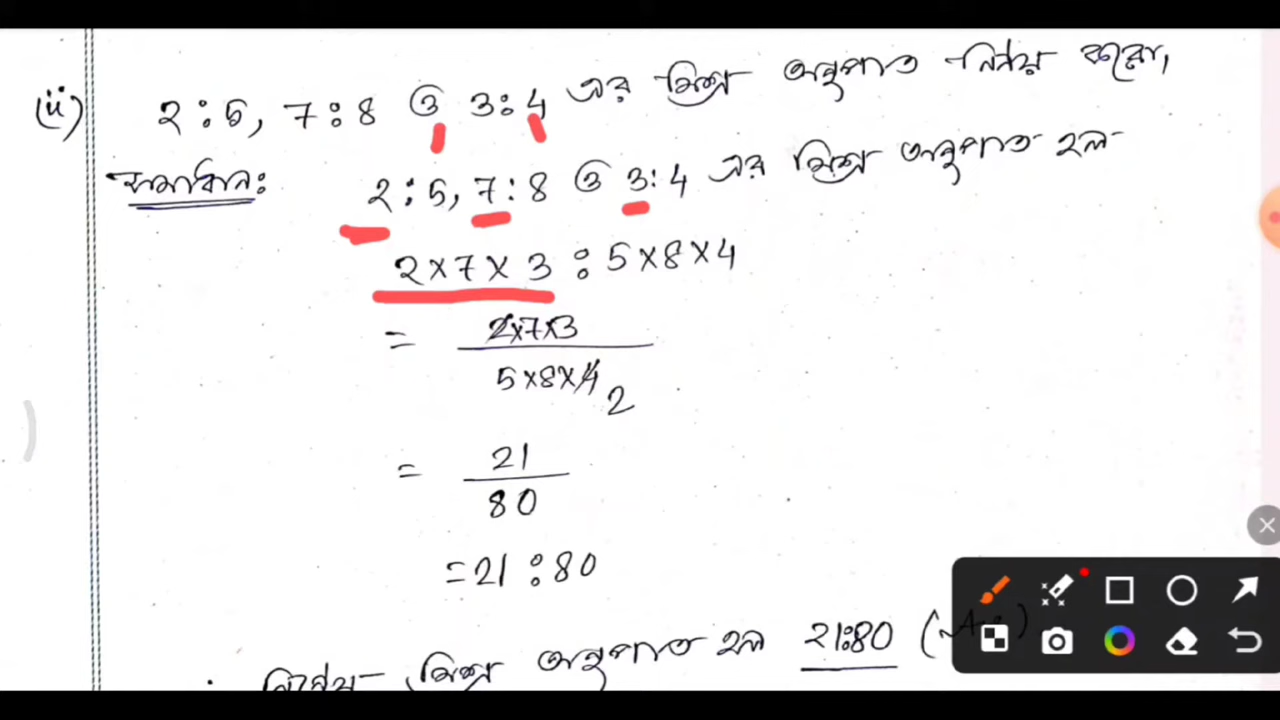 (ii) 2 : 5, 7 : 8 ও 3 : 4 এর মিশ্র অনুপাত নির্ণয় করো,
সমাধান: 2 : 5, 7 : 8 ও 3 : 4 এর মিশ্র অনুপাত হল
2 × 7 × 3 : 5 × 8 × 4
= 2×7×3
5×8×4 2
= 21
80
= 21 : 80
নির্ণেয় মিশ্র অনুপাত হল 21:80